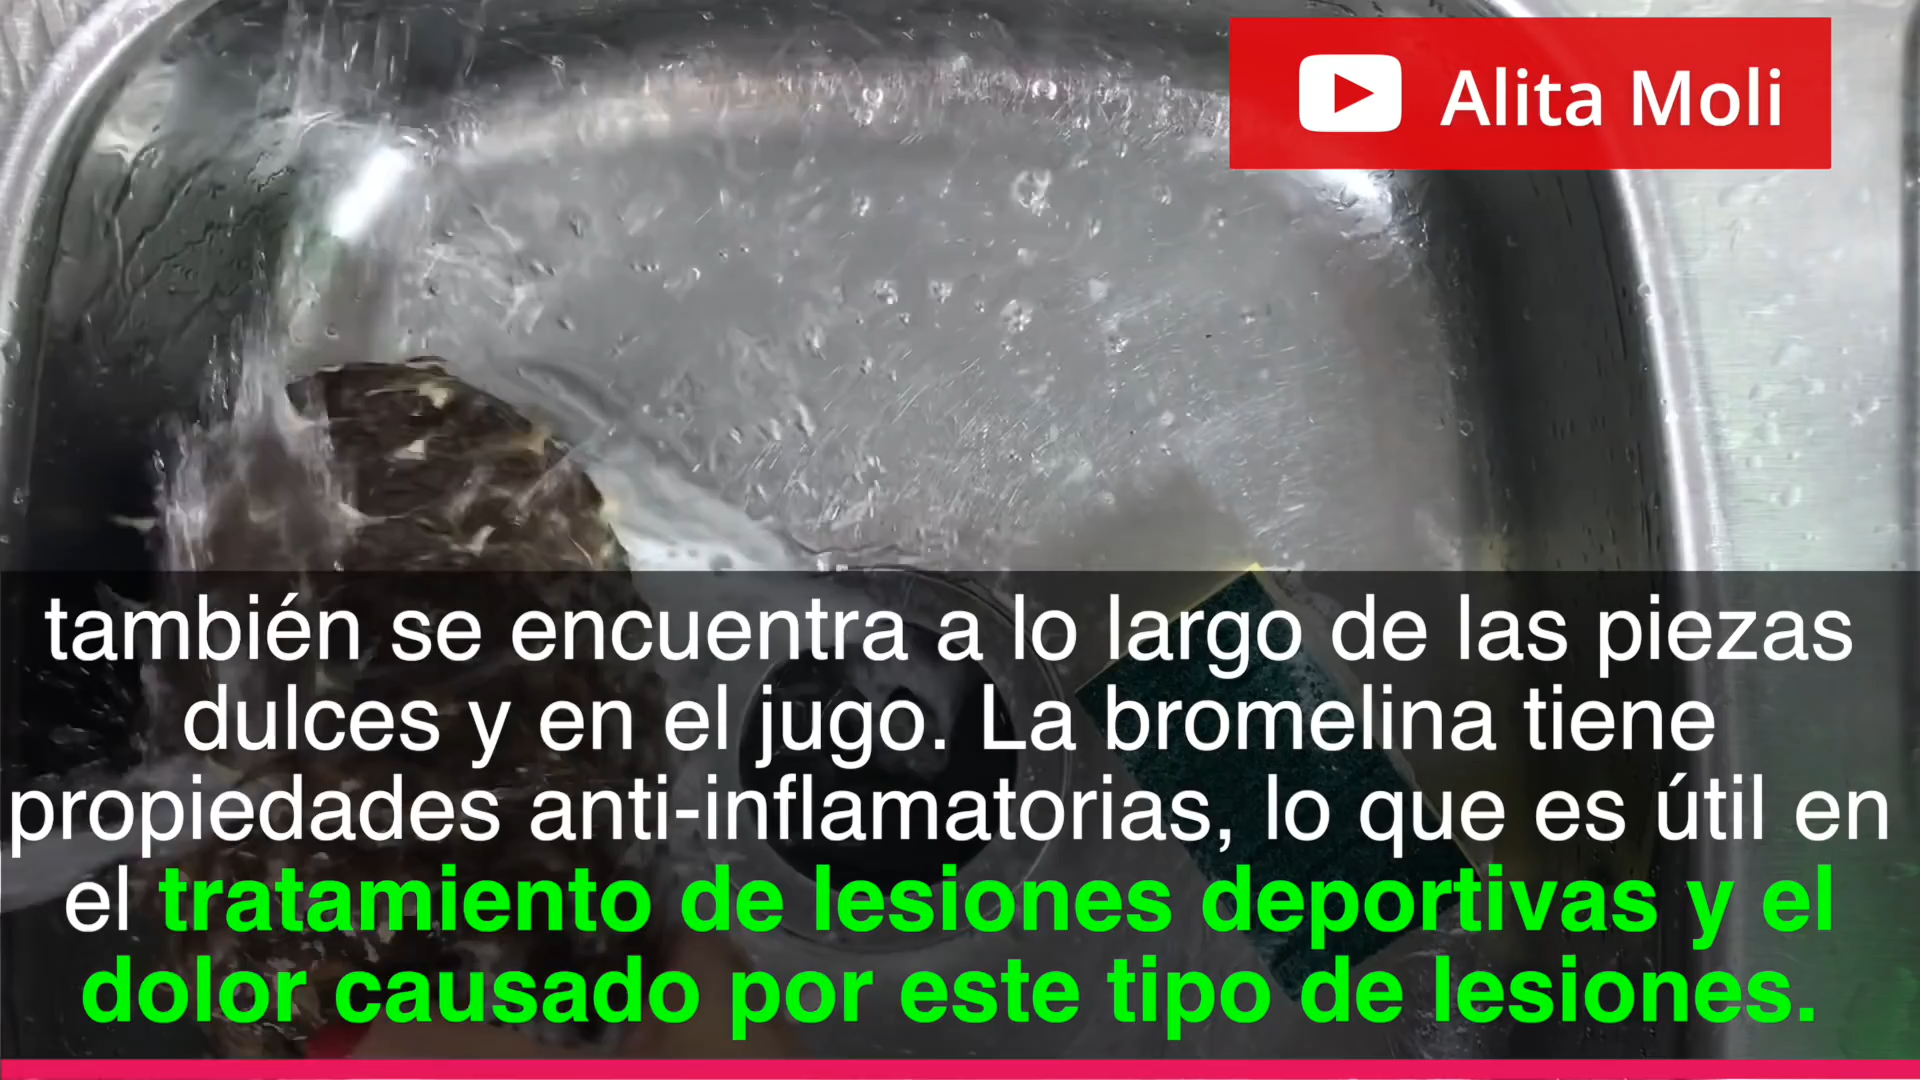 Alita Moli
también se encuentra a lo largo de las piezas
dulces y en el jugo. La bromelina tiene
propiedades anti-inflamatorias, lo que es útil en
el tratamiento de lesiones deportivas y el
dolor causado por este tipo de lesiones.